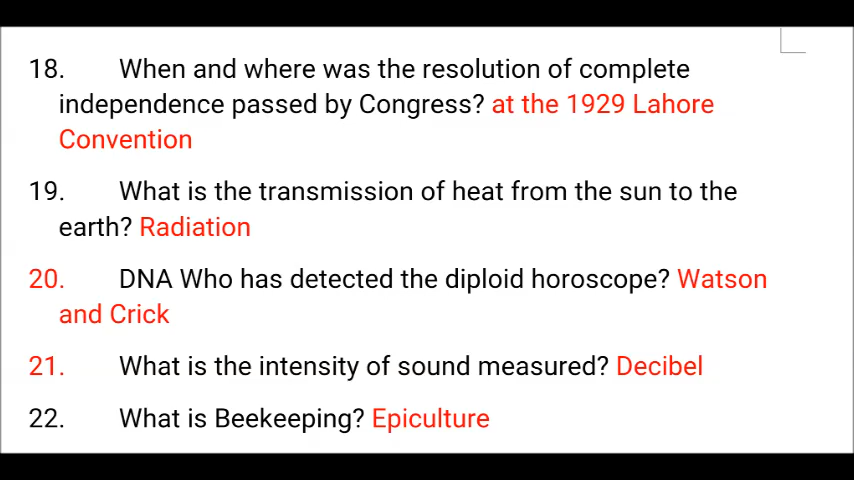 18. When and where was the resolution of complete
independence passed by Congress? at the 1929 Lahore
Convention
19. What is the transmission of heat from the sun to the
earth? Radiation
20. DNA Who has detected the diploid horoscope? Watson
and Crick
21. What is the intensity of sound measured? Decibel
22. What is Beekeeping? Epiculture